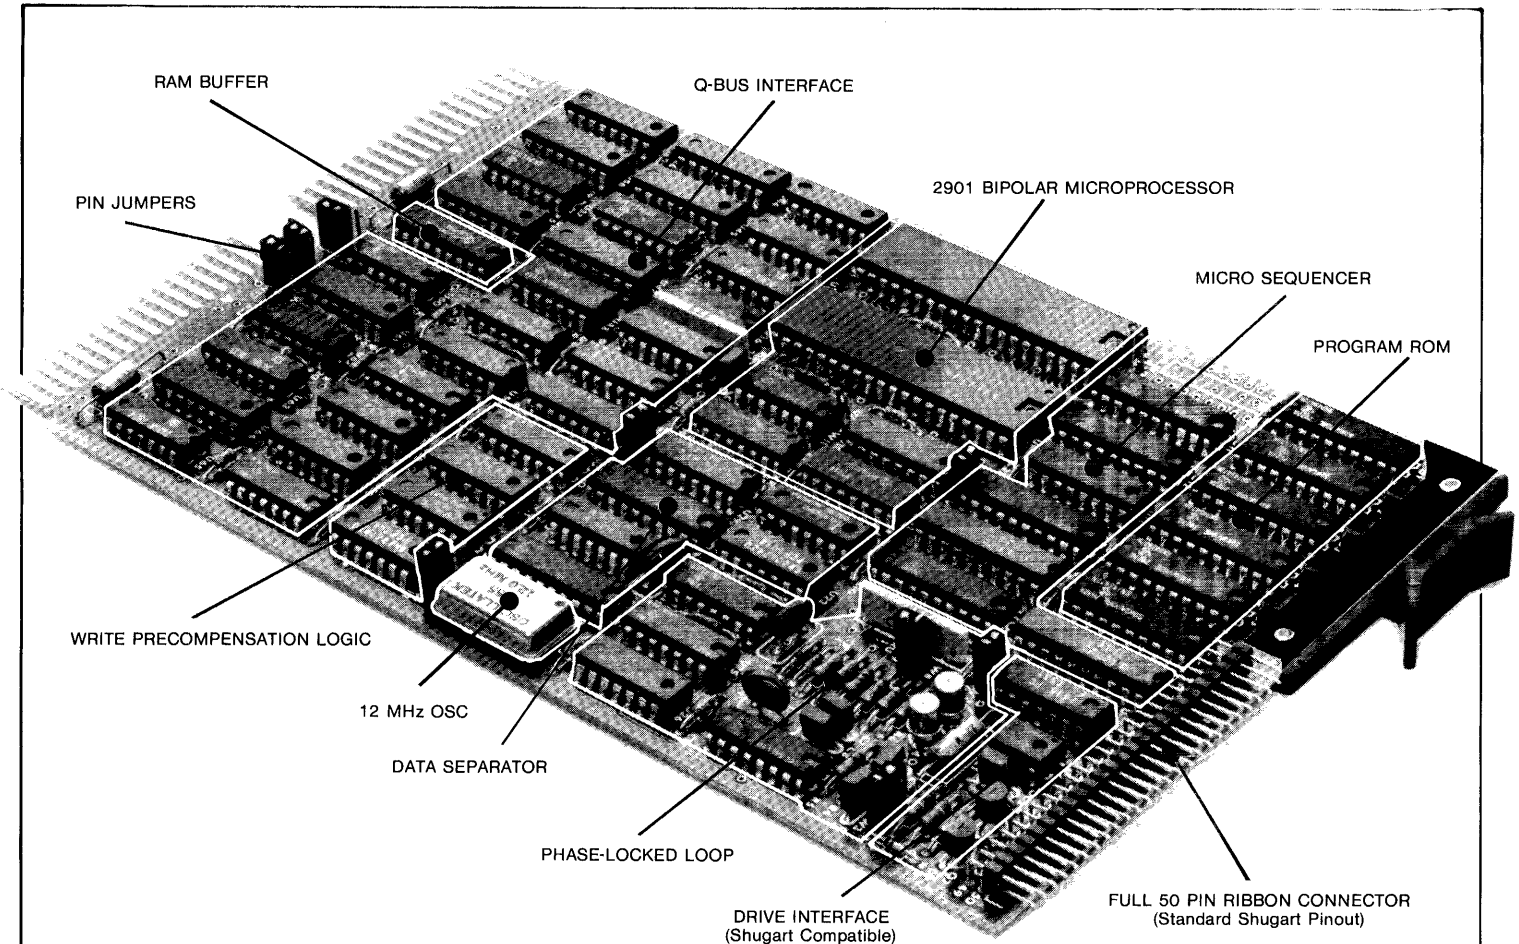 RAM BUFFER
Q-BUS INTERFACE
2901 BIPOLAR MICROPROCESSOR
PIN JUMPERS
MICRO SEQUENCER
PROGRAM ROM
WRITE PRECOMPENSATION LOGIC
12 MHz OSC
DATA SEPARATOR
PHASE-LOCKED LOOP
DRIVE INTERFACE
(Shugart Compatible)
FULL 50 PIN RIBBON CONNECTOR
(Standard Shugart Pinout)